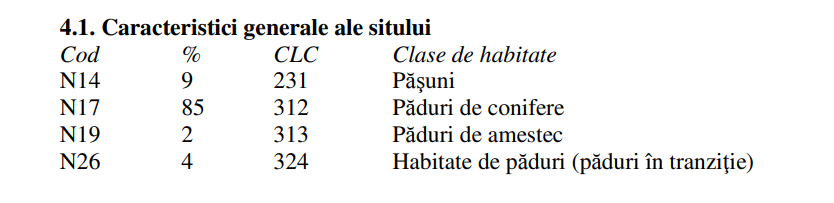 4.1. Caracteristici generale ale sitului
Cod % CLC Clase de habitate
N14 9 231 Păşuni
N17 85 312 Păduri de conifere
N19 2 313 Păduri de amestec
N26 4 324 Habitate de păduri (păduri în tranziţie)